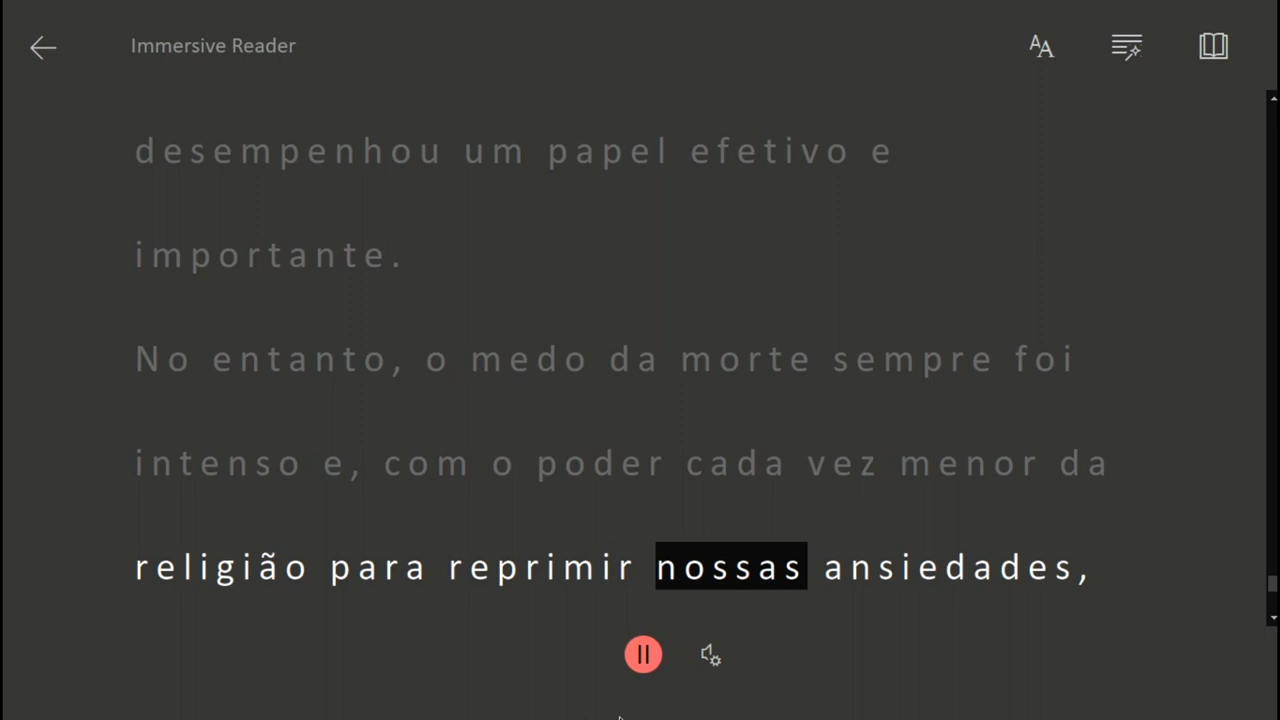 Immersive Reader
desempenhou um papel efetivo e
importante.
No entanto, o medo da morte sempre foi
intenso e, com o poder cada vez menor da
religião para reprimir nossas ansiedades,